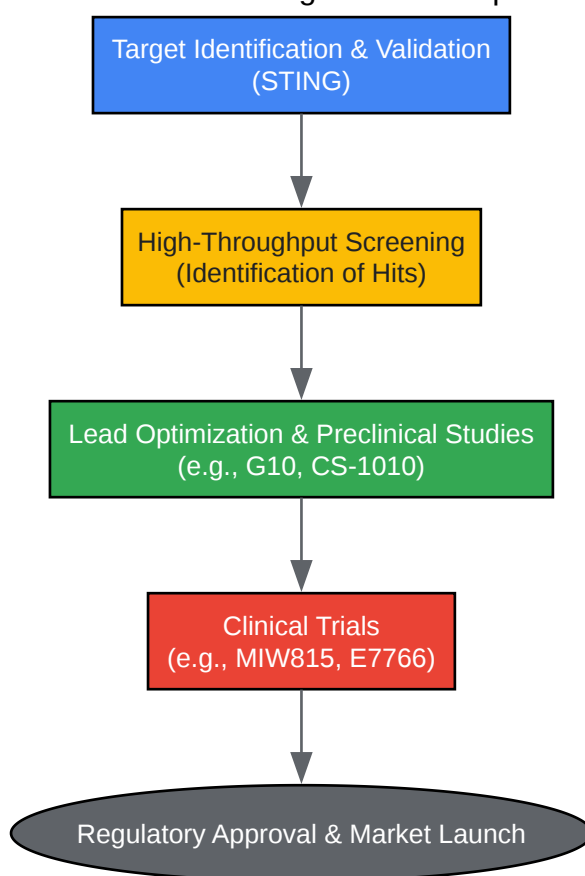 Target Identification & Validation
(STING)
High-Throughput Screening
(Identification of Hits)
Lead Optimization & Preclinical Studies
(e.g., G10, CS-1010)
Clinical Trials
(e.g., MIW815, E7766)
Regulatory Approval & Market Launch